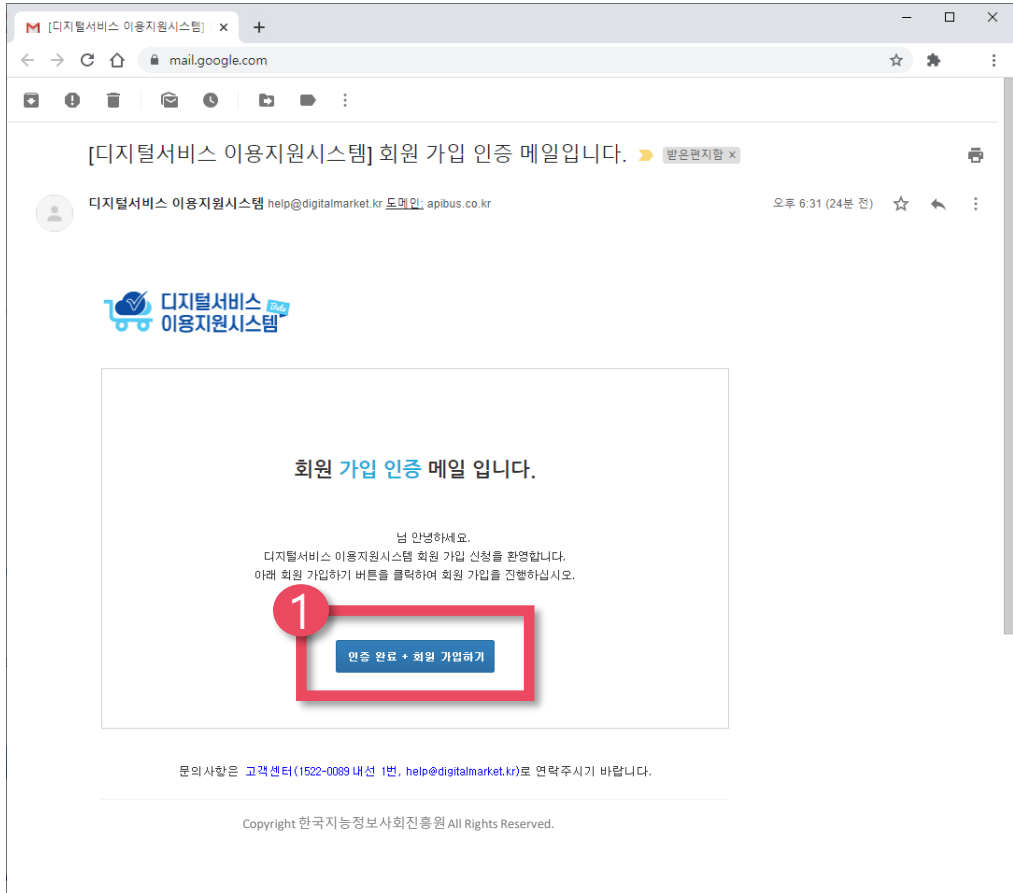 [디지털서비스 이용지원시스템]
mail.google.com
[디지털서비스 이용지원시스템] 회원 가입 인증 메일입니다. 받은편지함 ×
디지털서비스 이용지원시스템 help@digitalmarket.kr 도메인: apibus.co.kr 오후 6:31 (24분 전)
디지털서비스 Beta
이용지원시스템
회원 가입 인증 메일 입니다.
님 안녕하세요.
디지털서비스 이용지원시스템 회원 가입 신청을 환영합니다.
아래 회원 가입하기 버튼을 클릭하여 회원 가입을 진행하십시오.
1
인증 완료 + 회원 가입하기
문의사항은 고객센터(1522-0089 내선 1번, help@digitalmarket.kr)로 연락주시기 바랍니다.
Copyright 한국지능정보사회진흥원 All Rights Reserved.